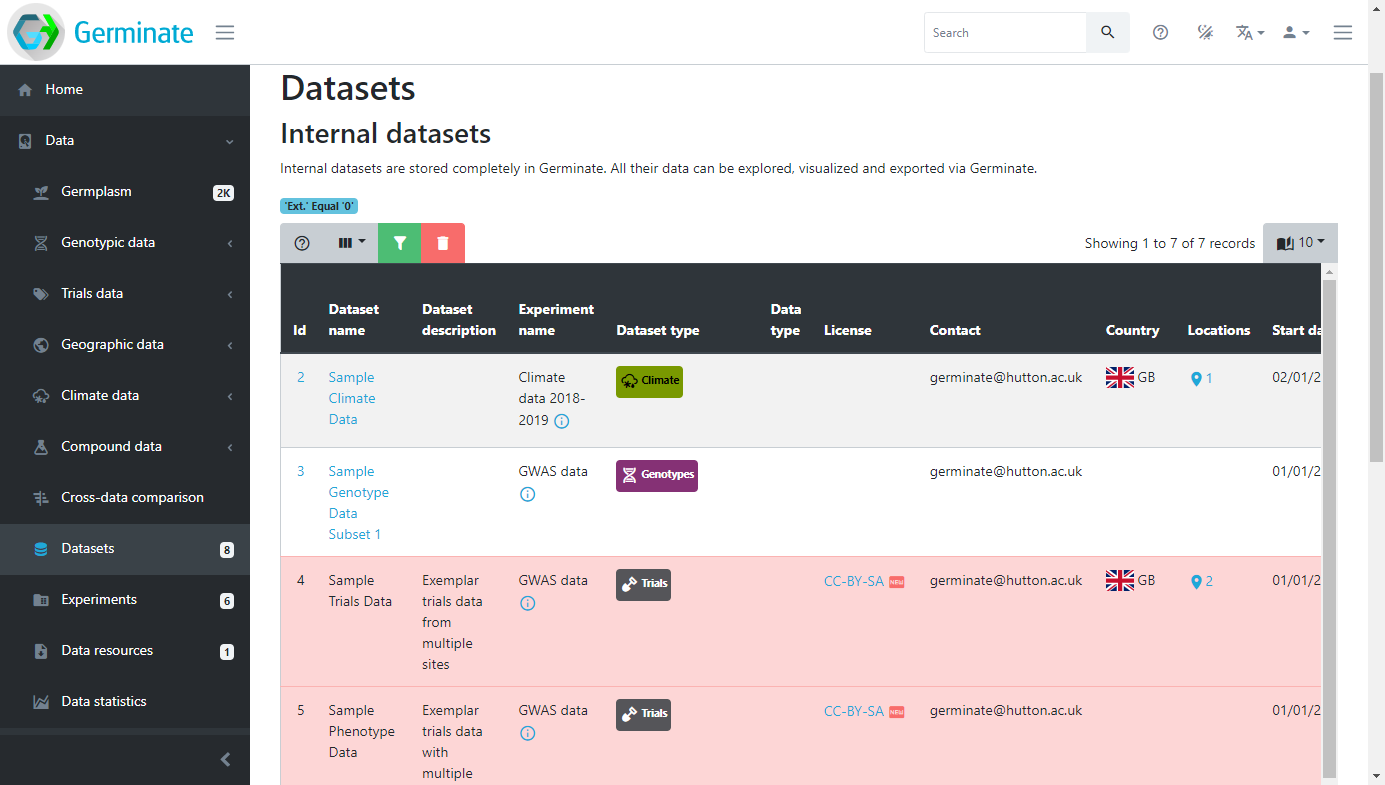 Germinate
Search
Home
Data
Germplasm 2K
Genotypic data
Trials data
Geographic data
Climate data
Compound data
Cross-data comparison
Datasets 8
Experiments 6
Data resources 1
Data statistics
Datasets
Internal datasets
Internal datasets are stored completely in Germinate. All their data can be explored, visualized and exported via Germinate.
'Ext.' Equal '0'
Showing 1 to 7 of 7 records 10
Dataset Dataset Experiment Data
Id name description name Dataset type type License Contact Country Locations Start da
2 Sample Climate Climate germinate@hutton.ac.uk GB 1 02/01/2
Climate data 2018-
Data 2019
3 Sample GWAS data Genotypes germinate@hutton.ac.uk 01/01/2
Genotype
Data
Subset 1
4 Sample Exemplar GWAS data Trials CC-BY-SA NEW germinate@hutton.ac.uk GB 2 01/01/2
Trials Data trials data
from
multiple
sites
5 Sample Exemplar GWAS data Trials CC-BY-SA NEW germinate@hutton.ac.uk 01/01/2
Phenotype trials data
Data with
multiple